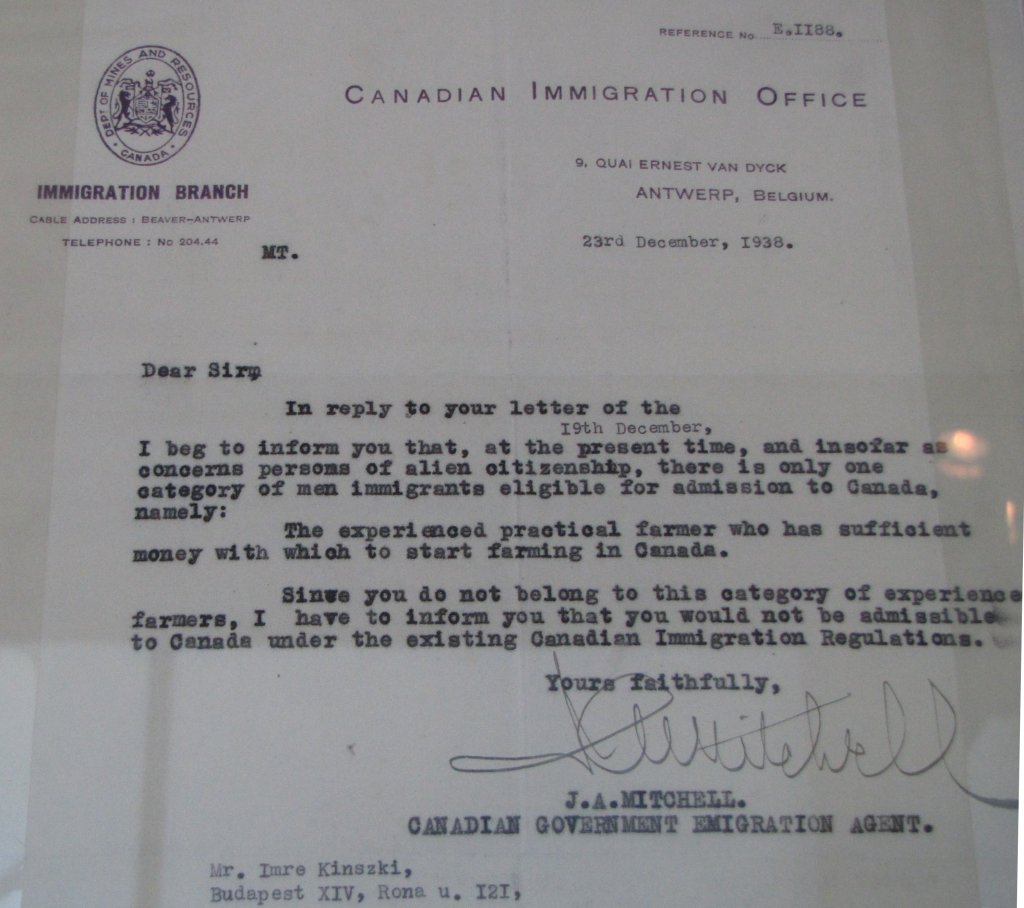 REFERENCE No E.II88.
DEPT OF MINES AND RESOURCES
CANADA
CANADIAN IMMIGRATION OFFICE
9, QUAI ERNEST VAN DYCK
ANTWERP, BELGIUM.
IMMIGRATION BRANCH
CABLE ADDRESS : BEAVER-ANTWERP
TELEPHONE : No 204.44
MT.
23rd December, I938.
Dear Sir,
In reply to your letter of the
I9th December,
I beg to inform you that, at the present time, and insofar as
concerns persoms of alien citizenship, there is only one
category of men immigrants eligible for admission to Canada,
namely:
The experienced practical farmer who has sufficient
money with which to start farming in Canada.
Sinve you do not belong to this category of experience
farmers, I have to inform you that you would not be admissible
to Canada under the existing Canadian Immigration Regulations.
Yours faithfully,
JAMitchell
J.A.MITCHELL.
CANADIAN GOVERNMENT EMIGRATION AGENT.
Mr. Imre Kinszki,
Budapest XIV, Rona u. I2I,